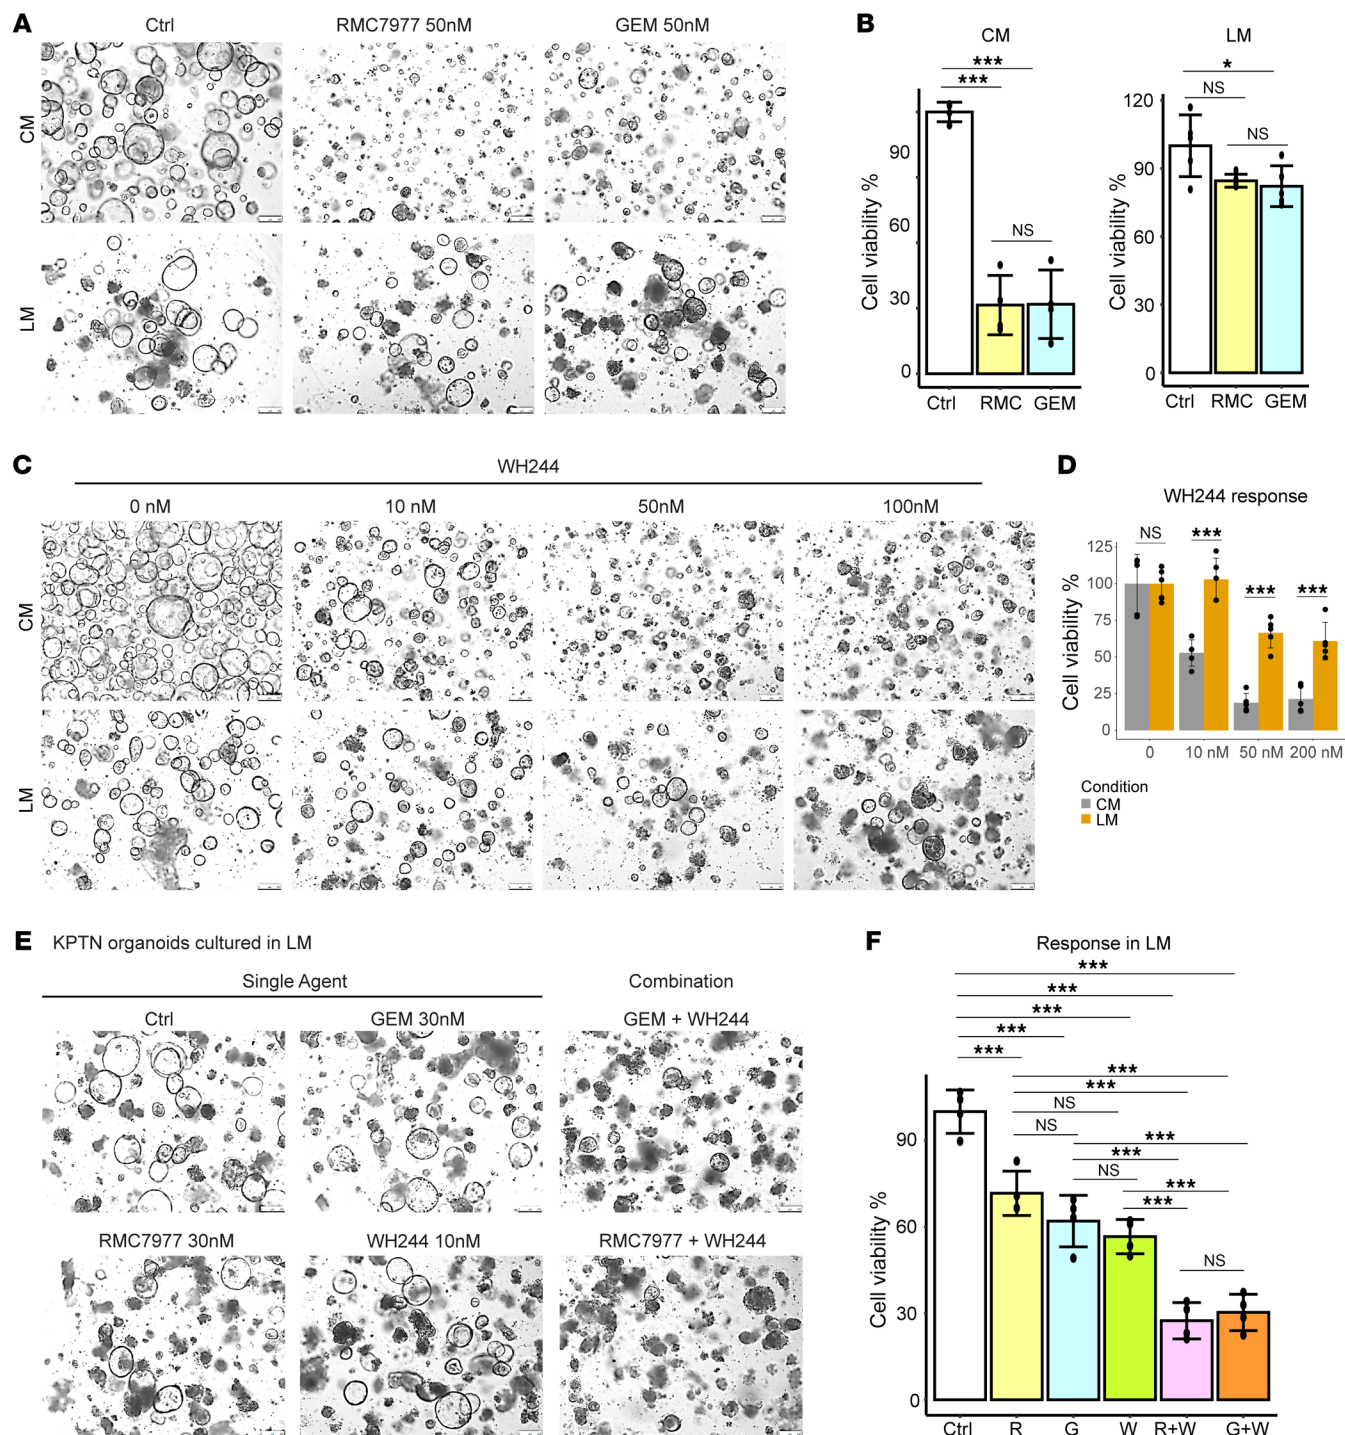 A
Ctrl
RMC7977 50nM
GEM 50nM
CM
LM
B
CM
***
***
NS
Cell viability %
90
60
30
0
Ctrl RMC GEM
LM
*
NS
NS
Cell viability %
120
90
60
30
0
Ctrl RMC GEM
C
WH244
0 nM
10 nM
50nM
100nM
CM
LM
D
WH244 response
NS
***
***
***
Cell viability %
125
100
75
50
25
0
0 10 nM 50 nM 200 nM
Condition
CM
LM
E KPTN organoids cultured in LM
Single Agent
Combination
Ctrl
GEM 30nM
GEM + WH244
RMC7977 30nM
WH244 10nM
RMC7977 + WH244
F
Response in LM
***
***
***
***
***
***
***
NS
NS
***
***
NS
***
***
NS
Cell viability %
90
60
30
0
Ctrl R G W R+W G+W